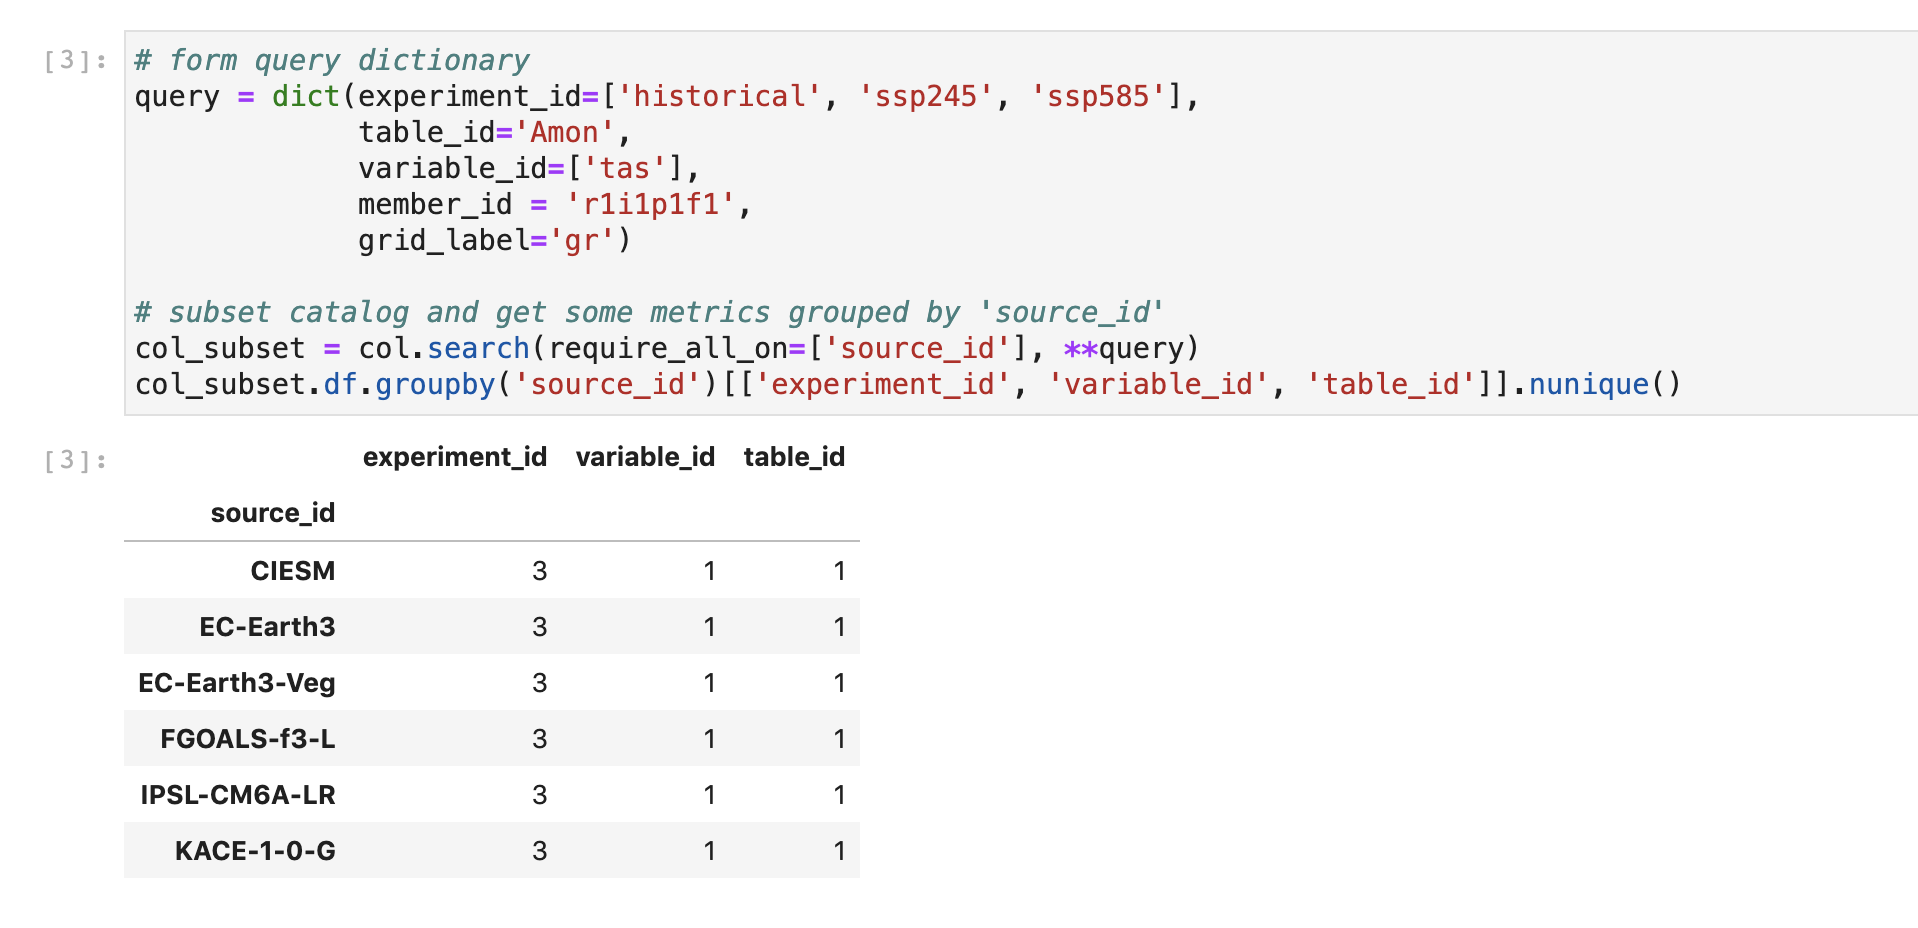 [3]:
# form query dictionary
query = dict(experiment_id=['historical', 'ssp245', 'ssp585'],
             table_id='Amon',
             variable_id=['tas'],
             member_id = 'r1i1p1f1',
             grid_label='gr')
# subset catalog and get some metrics grouped by 'source_id'
col_subset = col.search(require_all_on=['source_id'], **query)
col_subset.df.groupby('source_id')[['experiment_id', 'variable_id', 'table_id']].nunique()
[3]:
experiment_id variable_id table_id
source_id
CIESM 3 1 1
EC-Earth3 3 1 1
EC-Earth3-Veg 3 1 1
FGOALS-f3-L 3 1 1
IPSL-CM6A-LR 3 1 1
KACE-1-0-G 3 1 1